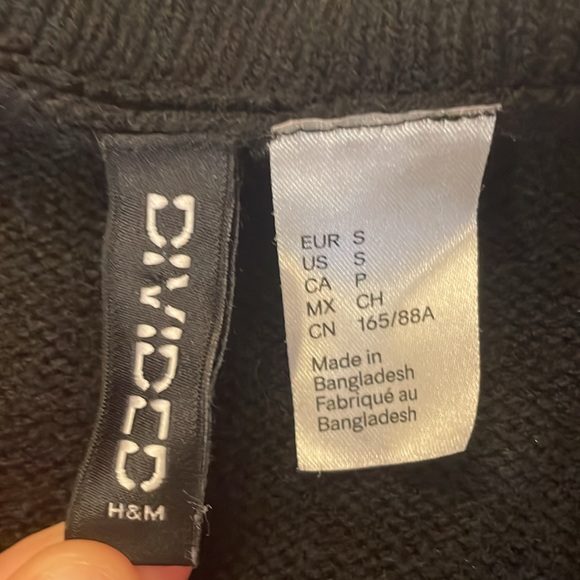 DIVIDED
H&M
EUR S
US S
CA P
MX CH
CN 165/88A
Made in
Bangladesh
Fabriqué au
Bangladesh